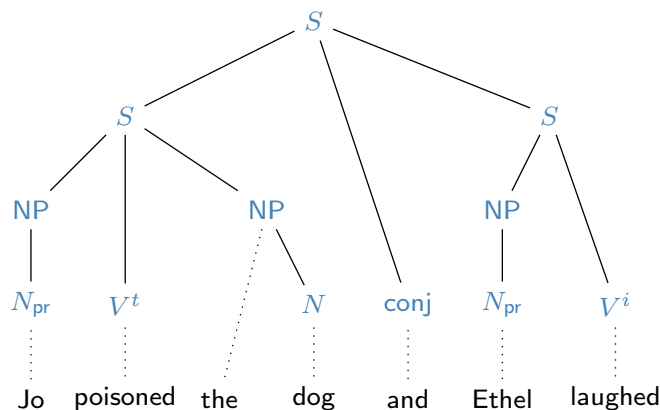 S
S S
NP NP NP
N_pr V^t N conj N_pr V^i
Jo poisoned the dog and Ethel laughed